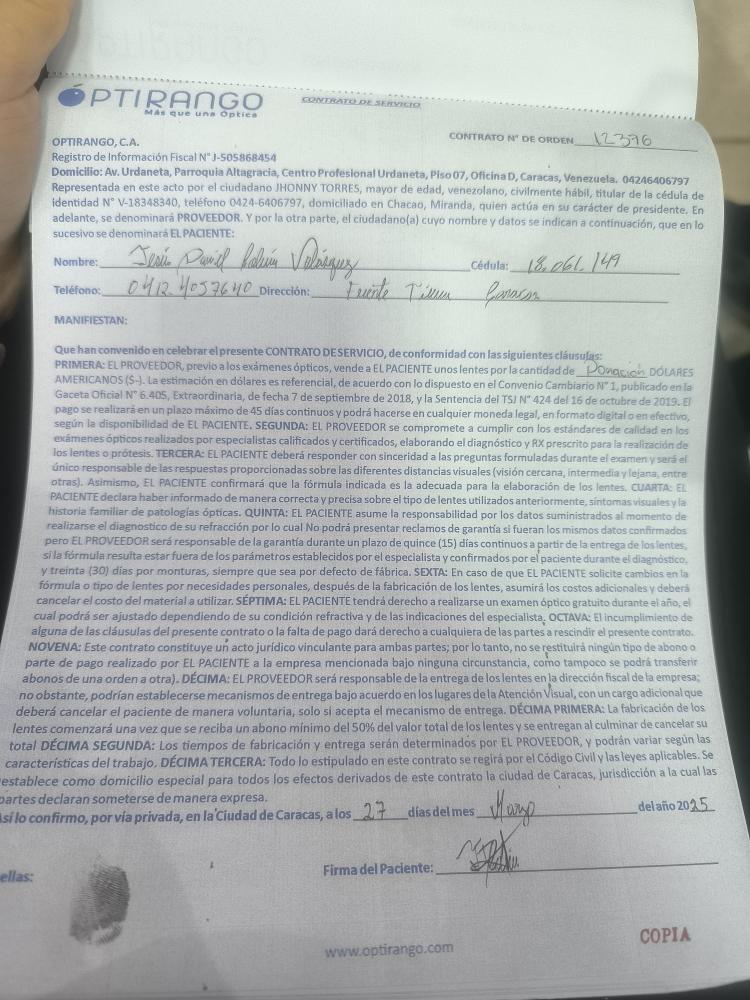 OPTIRANGO
Más que una Óptica
CONTRATO DE SERVICIO
CONTRATO N° DE ORDEN 12376
OPTIRANGO, C.A.
Registro de Información Fiscal N° J-505868454
Domicilio: Av. Urdaneta, Parroquia Altagracia, Centro Profesional Urdaneta, Piso 07, Oficina D, Caracas, Venezuela. 04246406797
Representada en este acto por el ciudadano JHONNY TORRES, mayor de edad, venezolano, civilmente hábil, titular de la cédula de
identidad N° V-18348340, teléfono 0424-6406797, domiciliado en Chacao, Miranda, quien actúa en su carácter de presidente. En
adelante, se denominará PROVEEDOR. Y por la otra parte, el ciudadano(a) cuyo nombre y datos se indican a continuación, que en lo
sucesivo se denominará EL PACIENTE:
Nombre: Jesús David Velásquez Cédula: 18.061.149
Teléfono: 0412.4057640 Dirección: Fuente Caracas
MANIFIESTAN:
Que han convenido en celebrar el presente CONTRATO DE SERVICIO, de conformidad con las siguientes cláusulas:
PRIMERA: EL PROVEEDOR, previo a los exámenes ópticos, vende a EL PACIENTE unos lentes por la cantidad de Donación DÓLARES
AMERICANOS ($-). La estimación en dólares es referencial, de acuerdo con lo dispuesto en el Convenio Cambiario N° 1, publicado en la
Gaceta Oficial N° 6.405, Extraordinaria, de fecha 7 de septiembre de 2018, y la Sentencia del TSJ N° 424 del 16 de octubre de 2019. El
pago se realizará en un plazo máximo de 45 días continuos y podrá hacerse en cualquier moneda legal, en formato digital o en efectivo,
según la disponibilidad de EL PACIENTE. SEGUNDA: EL PROVEEDOR se compromete a cumplir con los estándares de calidad en los
exámenes ópticos realizados por especialistas calificados y certificados, elaborando el diagnóstico y RX prescrito para la realización de
los lentes o prótesis. TERCERA: EL PACIENTE deberá responder con sinceridad a las preguntas formuladas durante el examen y será el
único responsable de las respuestas proporcionadas sobre las diferentes distancias visuales (visión cercana, intermedia y lejana, entre
otras). Asimismo, EL PACIENTE confirmará que la fórmula indicada es la adecuada para la elaboración de los lentes. CUARTA: EL
PACIENTE declara haber informado de manera correcta y precisa sobre el tipo de lentes utilizados anteriormente, síntomas visuales y la
historia familiar de patologías ópticas. QUINTA: EL PACIENTE asume la responsabilidad por los datos suministrados al momento de
realizarse el diagnostico de su refracción por lo cual No podrá presentar reclamos de garantía si fueran los mismos datos confirmados
pero EL PROVEEDOR será responsable de la garantía durante un plazo de quince (15) días continuos a partir de la entrega de los lentes,
si la fórmula resulta estar fuera de los parámetros establecidos por el especialista y confirmados por el paciente durante el diagnóstico,
y treinta (30) días por monturas, siempre que sea por defecto de fábrica. SEXTA: En caso de que EL PACIENTE solicite cambios en la
fórmula o tipo de lentes por necesidades personales, después de la fabricación de los lentes, asumirá los costos adicionales y deberá
cancelar el costo del material a utilizar. SÉPTIMA: EL PACIENTE tendrá derecho a realizarse un examen óptico gratuito durante el año, el
cual podrá ser ajustado dependiendo de su condición refractiva y de las indicaciones del especialista. OCTAVA: El incumplimiento de
alguna de las cláusulas del presente contrato o la falta de pago dará derecho a cualquiera de las partes a rescindir el presente contrato.
NOVENA: Este contrato constituye un acto jurídico vinculante para ambas partes; por lo tanto, no se restituirá ningún tipo de abono o
parte de pago realizado por EL PACIENTE a la empresa mencionada bajo ninguna circunstancia, como tampoco se podrá transferir
abonos de una orden a otra). DÉCIMA: EL PROVEEDOR será responsable de la entrega de los lentes en la dirección fiscal de la empresa;
no obstante, podrían establecerse mecanismos de entrega bajo acuerdo en los lugares de la Atención Visual, con un cargo adicional que
deberá cancelar el paciente de manera voluntaria, solo si acepta el mecanismo de entrega. DÉCIMA PRIMERA: La fabricación de los
lentes comenzará una vez que se reciba un abono mínimo del 50% del valor total de los lentes y se entregan al culminar de cancelar su
total DÉCIMA SEGUNDA: Los tiempos de fabricación y entrega serán determinados por EL PROVEEDOR, y podrán variar según las
características del trabajo. DÉCIMA TERCERA: Todo lo estipulado en este contrato se regirá por el Código Civil y las leyes aplicables. Se
establece como domicilio especial para todos los efectos derivados de este contrato la ciudad de Caracas, jurisdicción a la cual las
partes declaran someterse de manera expresa.
Así lo confirmo, por vía privada, en la Ciudad de Caracas, a los 27 días del mes Marzo del año 2025
ellas:
Firma del Paciente:
COPIA
www.optirango.com